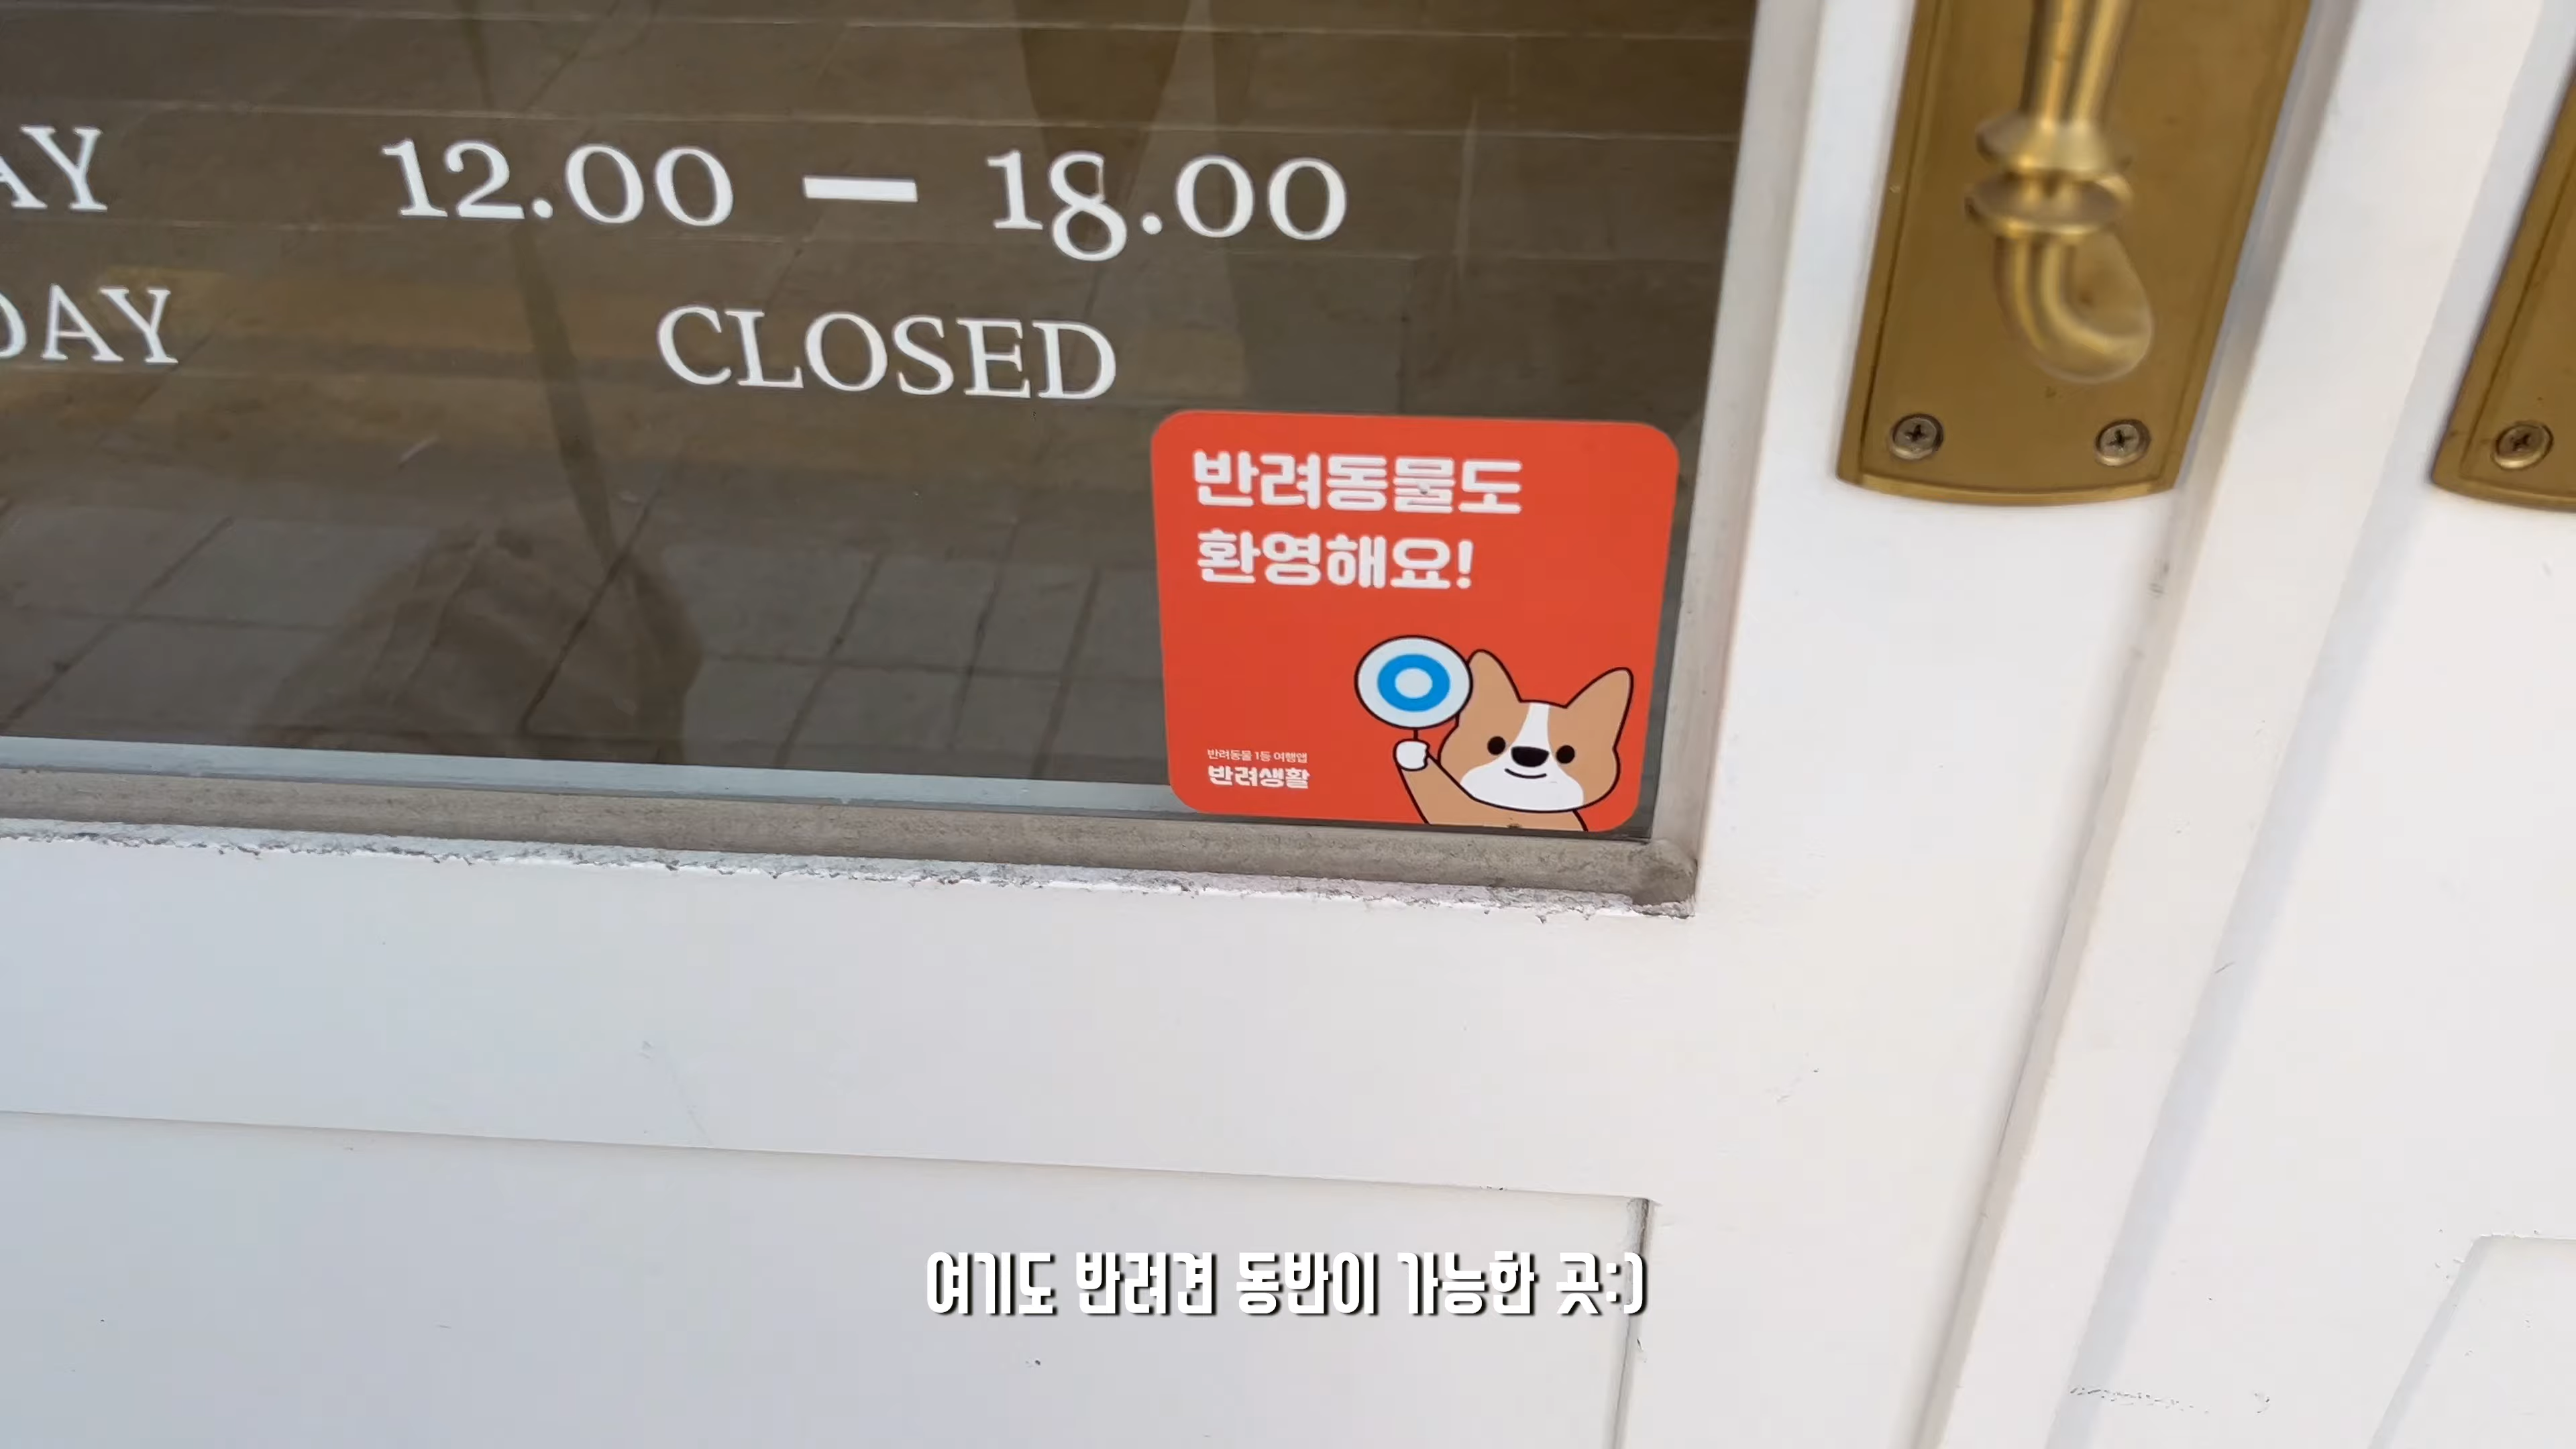 AY 12.00 – 18.00
DAY CLOSED
반려동물도
환영해요!
반려동물 1등 여행앱
반려생활
여기도 반려견 동반이 가능한 곳:)